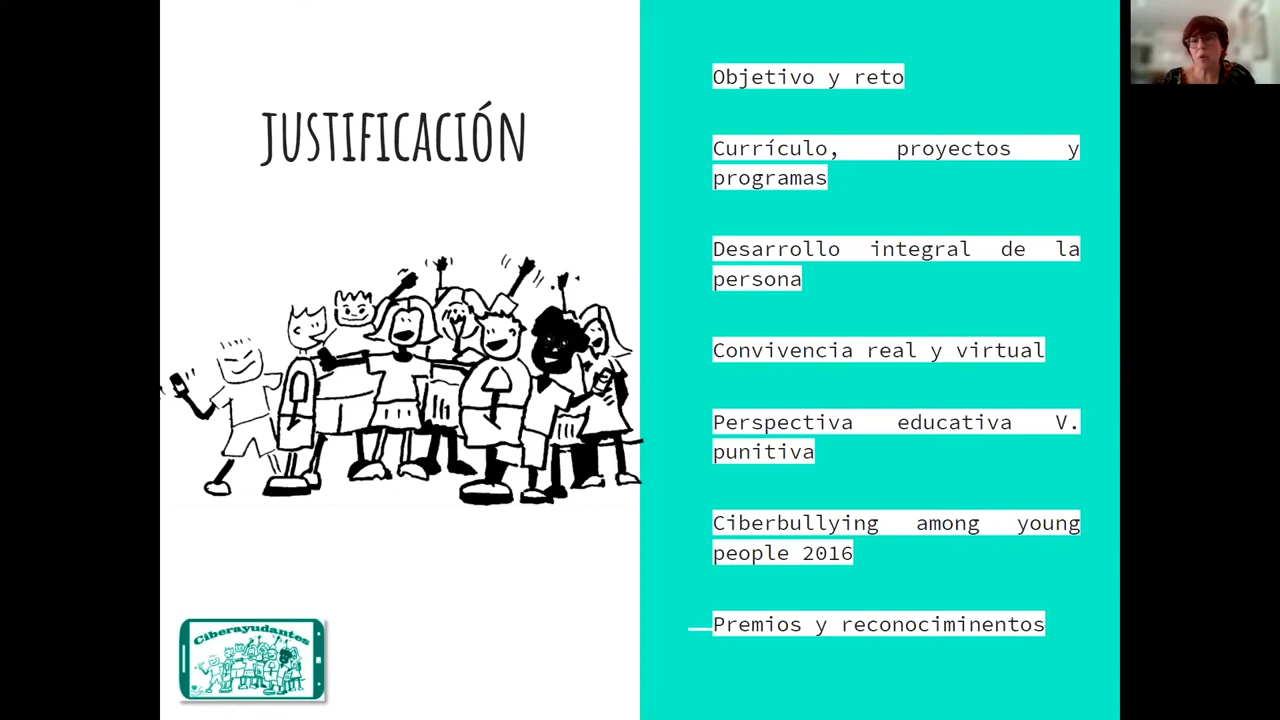 JUSTIFICACIÓN
Objetivo y reto
Currículo, proyectos y
programas
Desarrollo integral de la
persona
Convivencia real y virtual
Perspectiva educativa V.
punitiva
Ciberbullying among young
people 2016
Premios y reconociminentos
Ciberayudantes